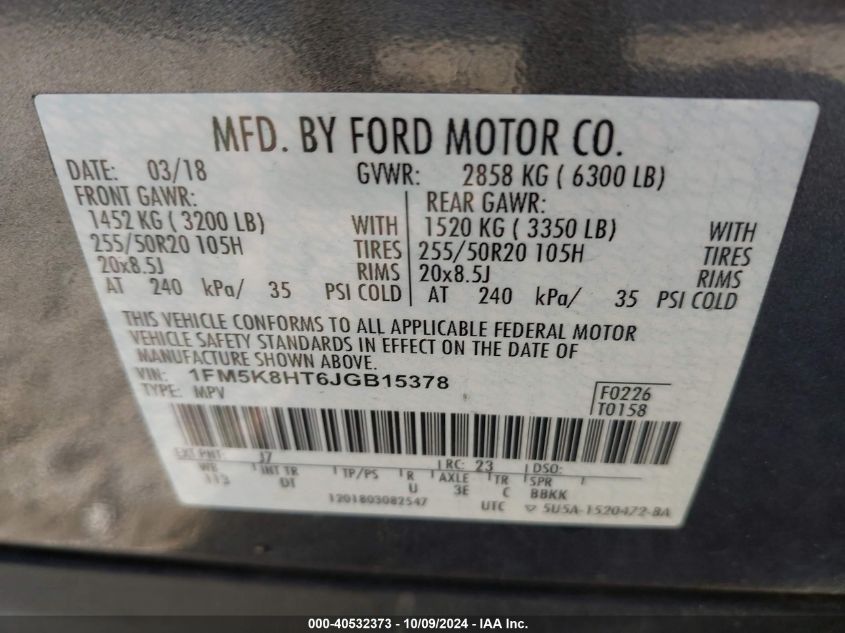 MFD. BY FORD MOTOR CO.
DATE: 03/18 GVWR: 2858 KG ( 6300 LB)
FRONT GAWR: REAR GAWR:
1452 KG ( 3200 LB) WITH 1520 KG ( 3350 LB) WITH
255/50R20 105H TIRES 255/50R20 105H TIRES
20x8.5J RIMS 20x8.5J RIMS
AT 240 kPa/ 35 PSI COLD AT 240 kPa/ 35 PSI COLD
THIS VEHICLE CONFORMS TO ALL APPLICABLE FEDERAL MOTOR
VEHICLE SAFETY STANDARDS IN EFFECT ON THE DATE OF
MANUFACTURE SHOWN ABOVE.
VIN: 1FM5K8HT6JGB15378
TYPE: MPV
F0226
T0158
EXT PNT: J7 RC: 23 DSO:
WB INT TR TP/PS R AXLE TR SPR
113 DT U 3E C BBKK
1201803082547 UTC ▽ 5U5A-1520472-BA
000-40532373 - 10/09/2024 - IAA Inc.